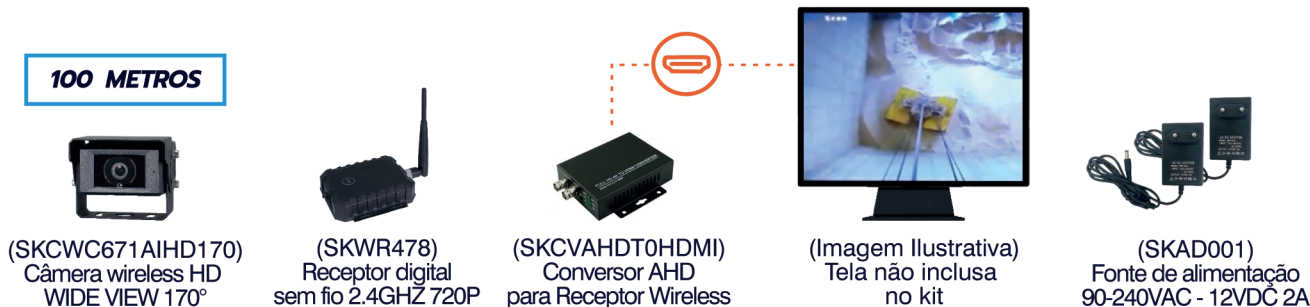 100 METROS
(SKCWC671AIHD170)
Câmera wireless HD
WIDE VIEW 170°
(SKWR478)
Receptor digital
sem fio 2.4GHZ 720P
(SKCVAHDT0HDMI)
Conversor AHD
para Receptor Wireless
(Imagem Ilustrativa)
Tela não inclusa
no kit
(SKAD001)
Fonte de alimentação
90-240VAC - 12VDC 2A